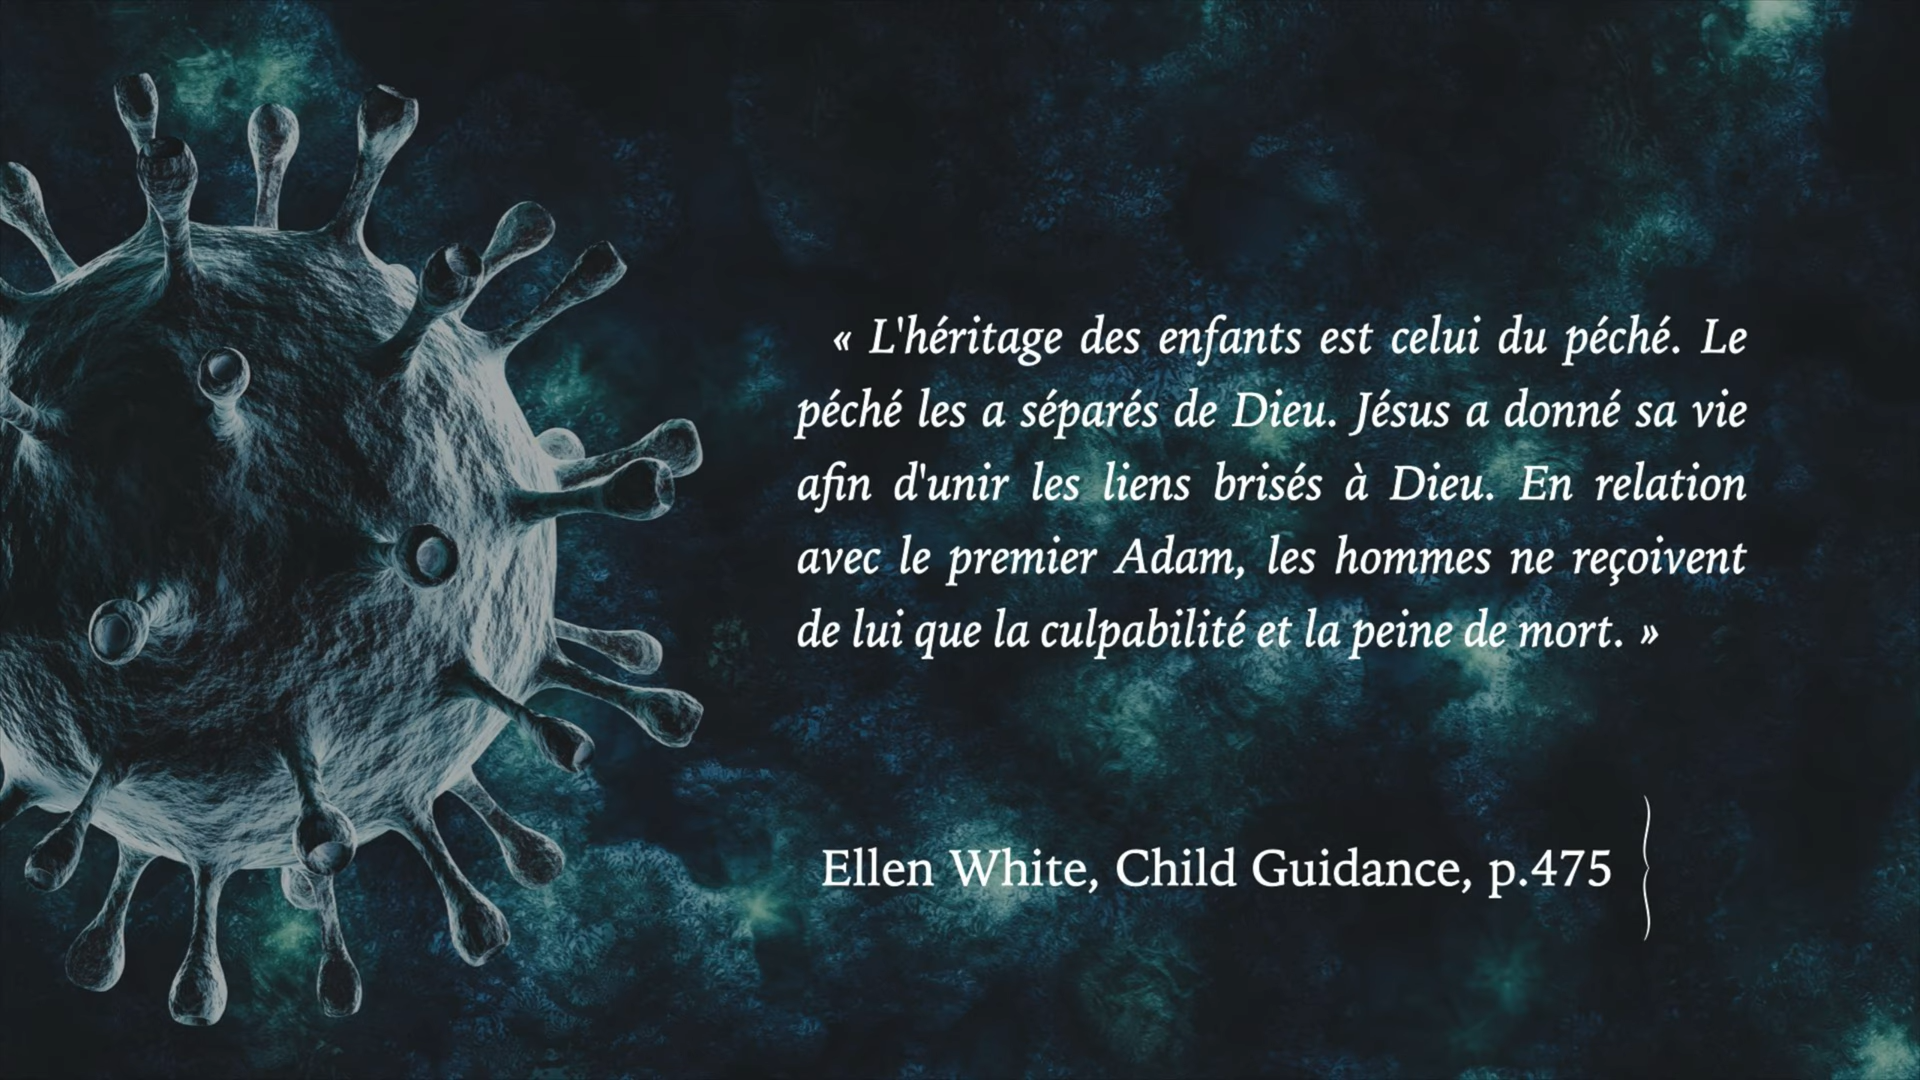 « L'héritage des enfants est celui du péché. Le
péché les a séparés de Dieu. Jésus a donné sa vie
afin d'unir les liens brisés à Dieu. En relation
avec le premier Adam, les hommes ne reçoivent
de lui que la culpabilité et la peine de mort. »
Ellen White, Child Guidance, p.475